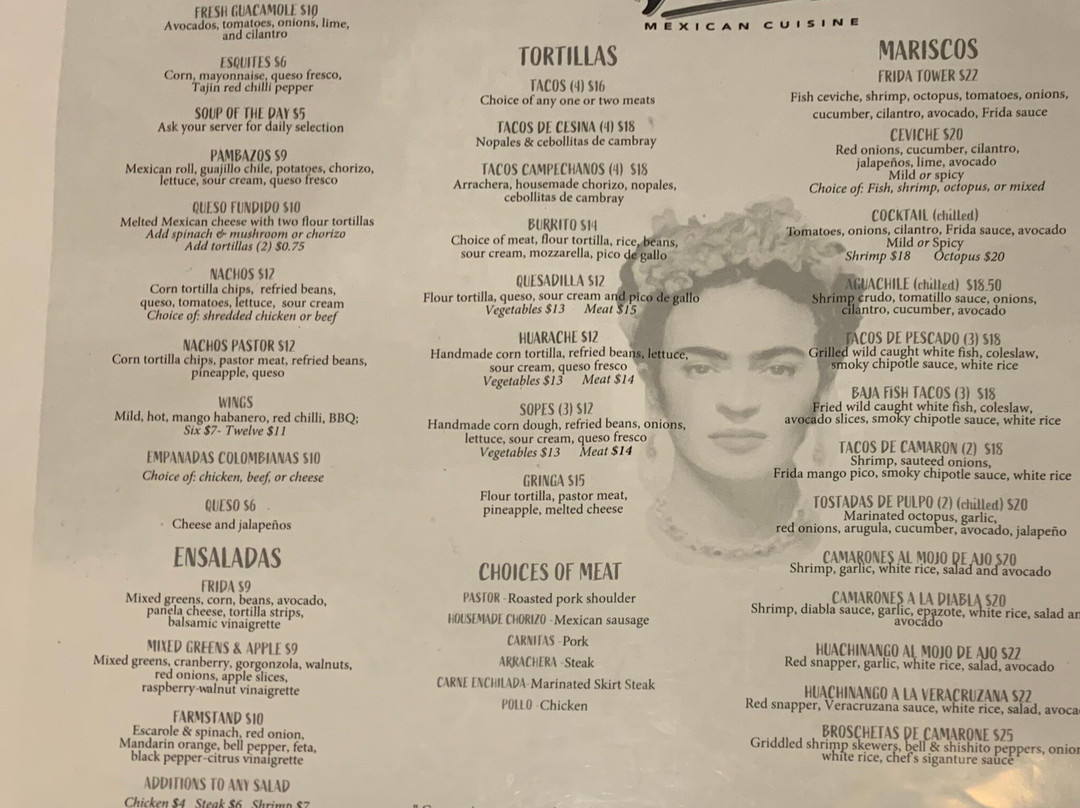 FRESH GUACAMOLE $10
Avocados, tomatoes, onions, lime,
and cilantro
ESQUITES $6
Corn, mayonnaise, queso fresco,
Tajin red chilli pepper
SOUP OF THE DAY $5
Ask your server for daily selection
PAMBAZOS $9
Mexican roll, guajillo chile, potatoes, chorizo,
lettuce, sour cream, queso fresco
QUESO FUNDIDO $10
Melted Mexican cheese with two flour tortillas
Add spinach & mushroom or chorizo
Add tortillas (2) $0.75
NACHOS $12
Corn tortilla chips, refried beans,
queso, tomatoes, lettuce, sour cream
Choice of: shredded chicken or beef
NACHOS PASTOR $12
Corn tortilla chips, pastor meat, refried beans,
pineapple, queso
WINGS
Mild, hot, mango habanero, red chilli, BBQ;
Six $7- Twelve $11
EMPANADAS COLOMBIANAS $10
Choice of: chicken, beef, or cheese
QUESO $6
Cheese and jalapeños
ENSALADAS
FRIDA $9
Mixed greens, corn, beans, avocado,
panela cheese, tortilla strips,
balsamic vinaigrette
MIXED GREENS & APPLE $9
Mixed greens, cranberry, gorgonzola, walnuts,
red onions, apple slices,
raspberry-walnut vinaigrette
FARMSTAND $10
Escarole & spinach, red onion,
Mandarin orange, bell pepper, feta,
black pepper-citrus vinaigrette
ADDITIONS TO ANY SALAD
Chicken $4 Steak $6 Shrimp $7
MEXICAN CUISINE
TORTILLAS
TACOS (4) $16
Choice of any one or two meats
TACOS DE CESINA (4) $18
Nopales & cebollitas de cambray
TACOS CAMPECHANOS (4) $18
Arrachera, housemade chorizo, nopales,
cebollitas de cambray
BURRITO $14
Choice of meat, flour tortilla, rice, beans,
sour cream, mozzarella, pico de gallo
QUESADILLA $12
Flour tortilla, queso, sour cream and pico de gallo
Vegetables $13 Meat $15
HUARACHE $12
Handmade corn tortilla, refried beans, lettuce,
sour cream, queso fresco
Vegetables $13 Meat $14
SOPES (3) $12
Handmade corn dough, refried beans, onions,
lettuce, sour cream, queso fresco
Vegetables $13 Meat $14
GRINGA $15
Flour tortilla, pastor meat,
pineapple, melted cheese
CHOICES OF MEAT
PASTOR - Roasted pork shoulder
HOUSEMADE CHORIZO - Mexican sausage
CARNITAS - Pork
ARRACHERA - Steak
CARNE ENCHILADA - Marinated Skirt Steak
POLLO - Chicken
MARISCOS
FRIDA TOWER $22
Fish ceviche, shrimp, octopus, tomatoes, onions,
cucumber, cilantro, avocado, Frida sauce
CEVICHE $20
Red onions, cucumber, cilantro,
jalapeños, lime, avocado
Mild or spicy
Choice of: Fish, shrimp, octopus, or mixed
COCKTAIL (chilled)
Tomatoes, onions, cilantro, Frida sauce, avocado
Mild or Spicy
Shrimp $18 Octopus $20
AGUACHILE (chilled) $18.50
Shrimp crudo, tomatillo sauce, onions,
cilantro, cucumber, avocado
TACOS DE PESCADO (3) $18
Grilled wild caught white fish, coleslaw,
smoky chipotle sauce, white rice
BAJA FISH TACOS (3) $18
Fried wild caught white fish, coleslaw,
avocado slices, smoky chipotle sauce, white rice
TACOS DE CAMARON (2) $18
Shrimp, sauteed onions,
Frida mango pico, smoky chipotle sauce, white rice
TOSTADAS DE PULPO (2) (chilled) $20
Marinated octopus, garlic,
red onions, arugula, cucumber, avocado, jalapeño
CAMARONES AL MOJO DE AJO $20
Shrimp, garlic, white rice, salad and avocado
CAMARONES A LA DIABLA $20
Shrimp, diabla sauce, garlic, epazote, white rice, salad an
avocado
HUACHINANGO AL MOJO DE AJO $22
Red snapper, garlic, white rice, salad, avocado
HUACHINANGO A LA VERACRUZANA $22
Red snapper, Veracruzana sauce, white rice, salad, avoca
BROSCHETAS DE CAMARONE $25
Griddled shrimp skewers, bell & shishito peppers, onion
white rice, chef's siganture sauce